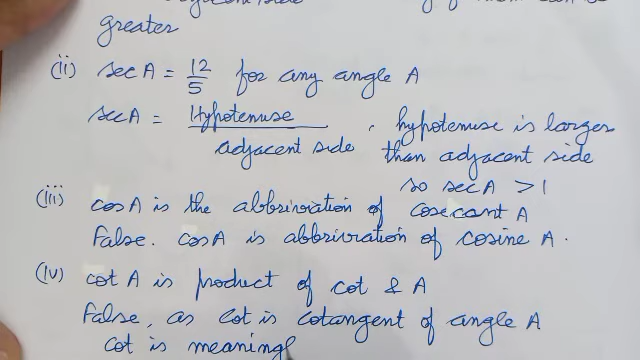 greater
(ii) sec A = 12/5 for any angle A
sec A = Hypotenuse / adjacent side , hypotenuse is larger
than adjacent side
so sec A > 1
(iii) cos A is the abbriviation of cosecant A
False. cos A is abbriviation of cosine A.
(iv) cot A is product of cot & A
False, as cot is cotangent of angle A
cot is meaningl